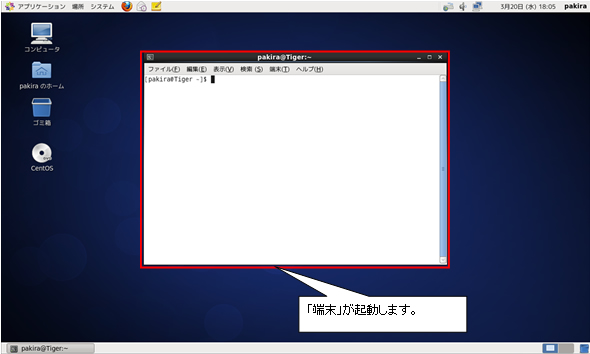 アプリケーション 場所 システム
3月20日 (水) 18:05 pakira
コンピュータ
pakira のホーム
ゴミ箱
CentOS
pakira@Tiger:~
ファイル(F) 編集(E) 表示(V) 検索 (S) 端末(T) ヘルプ(H)
[pakira@Tiger ~]$
「端末」が起動します。
pakira@Tiger:~